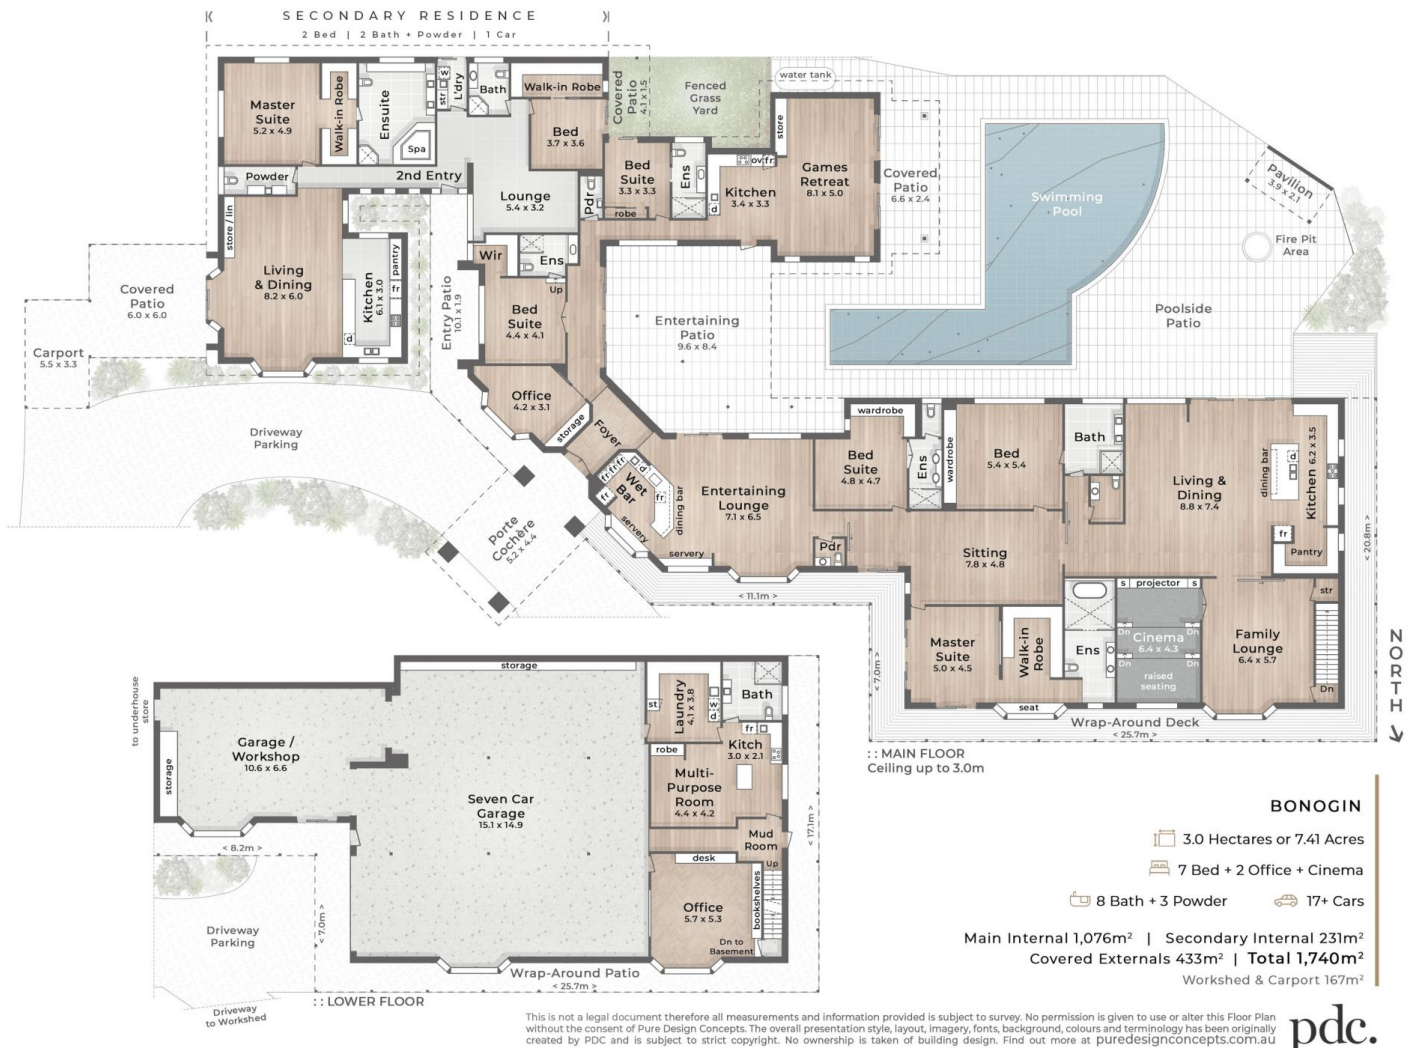 SECONDARY RESIDENCE
2 Bed | 2 Bath + Powder | 1 Car
Master
Suite
5.2 x 4.9
Walk-in Robe
Ensuite
Spa
w
str
L'dry
Bath
Walk-in Robe
Bed
3.7 x 3.6
Covered
Patio
4.1 x 1.5
Fenced
Grass
Yard
water tank
store
Games
Retreat
8.1 x 5.0
Covered
Patio
6.6 x 2.4
Swimming
Pool
Pavilion
3.9 x 2.1
Fire Pit
Area
Poolside
Patio
Powder
2nd Entry
Lounge
5.4 x 3.2
Pdr
Bed
Suite
3.3 x 3.3
robe
Ens
d
ov fr
Kitchen
3.4 x 3.3
store / lin
Living
& Dining
8.2 x 6.0
Kitchen
6.1 x 3.0
pantry
fr
d
Covered
Patio
6.0 x 6.0
Carport
5.5 x 3.3
Entry Patio
10.1 x 1.9
Wir
Ens
Up
Bed
Suite
4.4 x 4.1
Entertaining
Patio
9.6 x 8.4
Office
4.2 x 3.1
storage
Foyer
Driveway
Parking
Porte
Cochère
5.2 x 4.4
Wet
Bar
fr
fr
fr
fr
d
fr
servery
dining bar
servery
Entertaining
Lounge
7.1 x 6.5
Pdr
wardrobe
Bed
Suite
4.8 x 4.7
Ens
wardrobe
Bed
5.4 x 5.4
Bath
Living &
Dining
8.8 x 7.4
dining bar
d
Kitchen 6.2 x 3.5
fr
Pantry
Sitting
7.8 x 4.8
Master
Suite
5.0 x 4.5
Walk-in
Robe
seat
Ens
s projector s
Dn Dn
Cinema
6.4 x 4.3
Dn Dn
raised
seating
Family
Lounge
6.4 x 5.7
str
Dn
< 11.1m >
< 7.0m >
< 20.8m >
Wrap-Around Deck
< 25.7m >
NORTH
:: MAIN FLOOR
Ceiling up to 3.0m
to underhouse
store
storage
Garage /
Workshop
10.6 x 6.6
storage
Seven Car
Garage
15.1 x 14.9
st
Laundry
4.1 x 3.8
w
d
Bath
fr
Kitch
3.0 x 2.1
robe
Multi-
Purpose
Room
4.4 x 4.2
Mud
Room
Up
desk
Office
5.7 x 5.3
bookshelves
Dn to
Basement
< 17.1m >
< 8.2m >
< 7.0m >
Driveway
Parking
Driveway
to Workshed
Wrap-Around Patio
< 25.7m >
:: LOWER FLOOR
BONOGIN
3.0 Hectares or 7.41 Acres
7 Bed + 2 Office + Cinema
8 Bath + 3 Powder 17+ Cars
Main Internal 1,076m² | Secondary Internal 231m²
Covered Externals 433m² | Total 1,740m²
Workshed & Carport 167m²
This is not a legal document therefore all measurements and information provided is subject to survey. No permission is given to use or alter this Floor Plan
without the consent of Pure Design Concepts. The overall presentation style, layout, imagery, fonts, background, colours and terminology has been originally
created by PDC and is subject to strict copyright. No ownership is taken of building design. Find out more at puredesignconcepts.com.au
pdc.